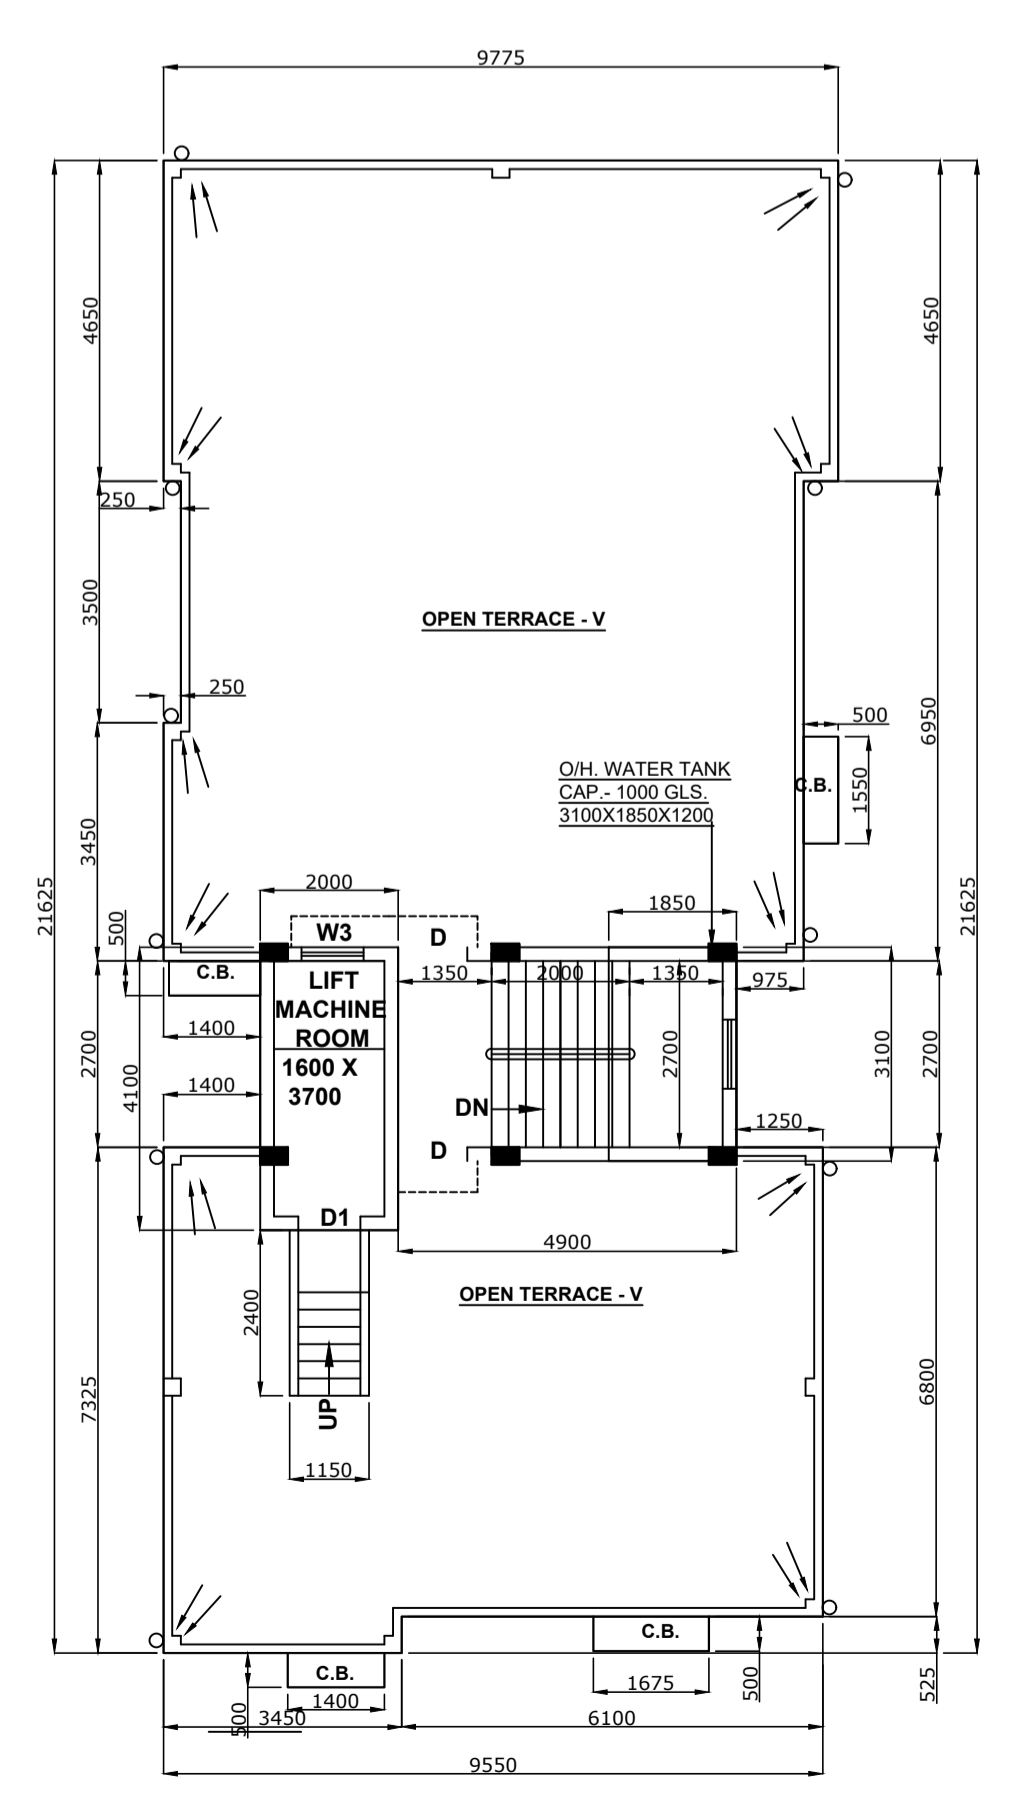 9775
4650
4650
250
3500
OPEN TERRACE - V
250
500
6950
C.B.
1550
O/H. WATER TANK
CAP.- 1000 GLS.
3100X1850X1200
3450
21625
21625
2000
1850
500
W3
D
C.B.
LIFT
MACHINE
ROOM
1350
2000
1350
975
1400
2700
4100
1400
1600 X
3700
DN
2700
3100
2700
1250
D
D1
4900
OPEN TERRACE - V
2400
UP
7325
6800
1150
C.B.
C.B.
1400
1675
500
525
500
3450
6100
9550